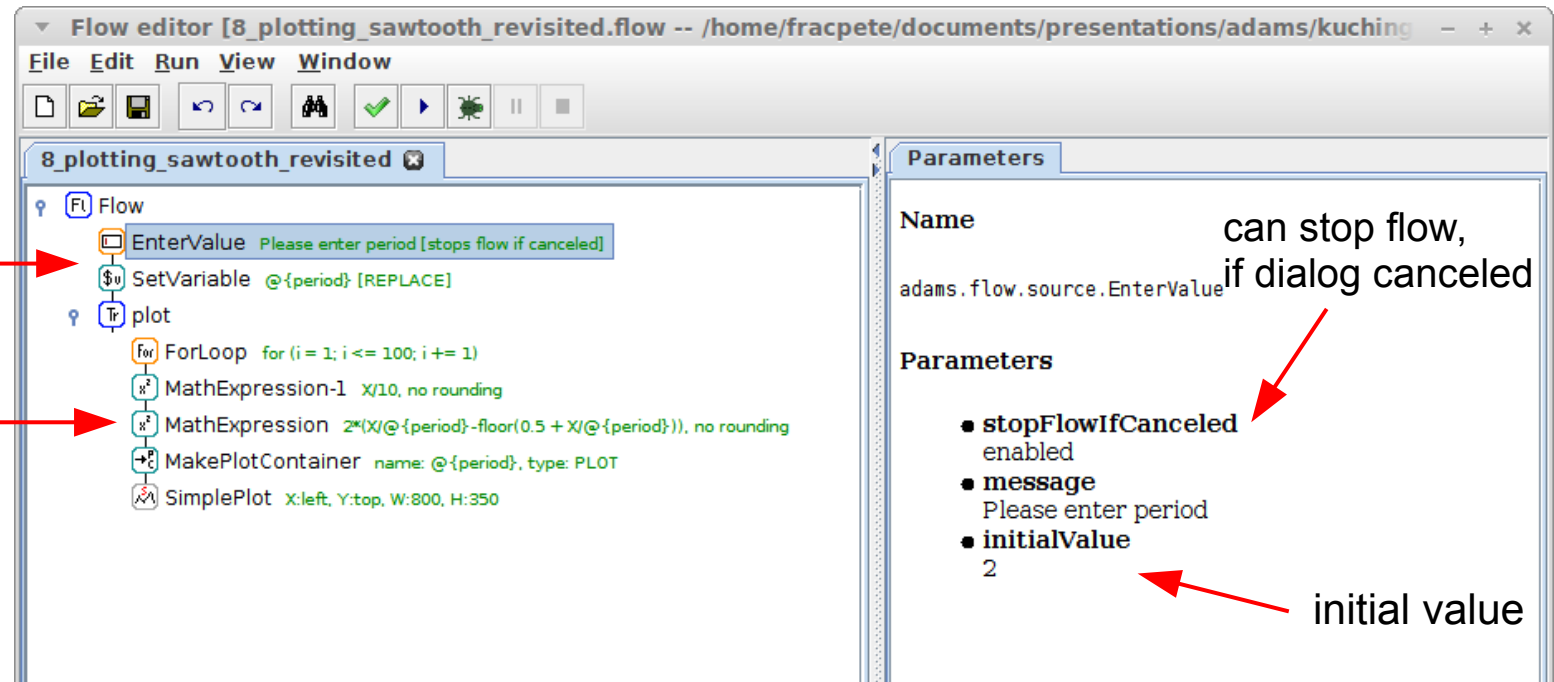 Flow editor [8_plotting_sawtooth_revisited.flow -- /home/fracpete/documents/presentations/adams/kuching
File Edit Run View Window
8_plotting_sawtooth_revisited
Flow
EnterValue Please enter period [stops flow if canceled]
SetVariable @{period} [REPLACE]
plot
ForLoop for (i = 1; i <= 100; i += 1)
MathExpression-1 X/10, no rounding
MathExpression 2*(X/@{period}-floor(0.5 + X/@{period})), no rounding
MakePlotContainer name: @{period}, type: PLOT
SimplePlot X:left, Y:top, W:800, H:350
Parameters
Name
adams.flow.source.EnterValue
can stop flow,
if dialog canceled
Parameters
stopFlowIfCanceled
enabled
message
Please enter period
initialValue
2
initial value